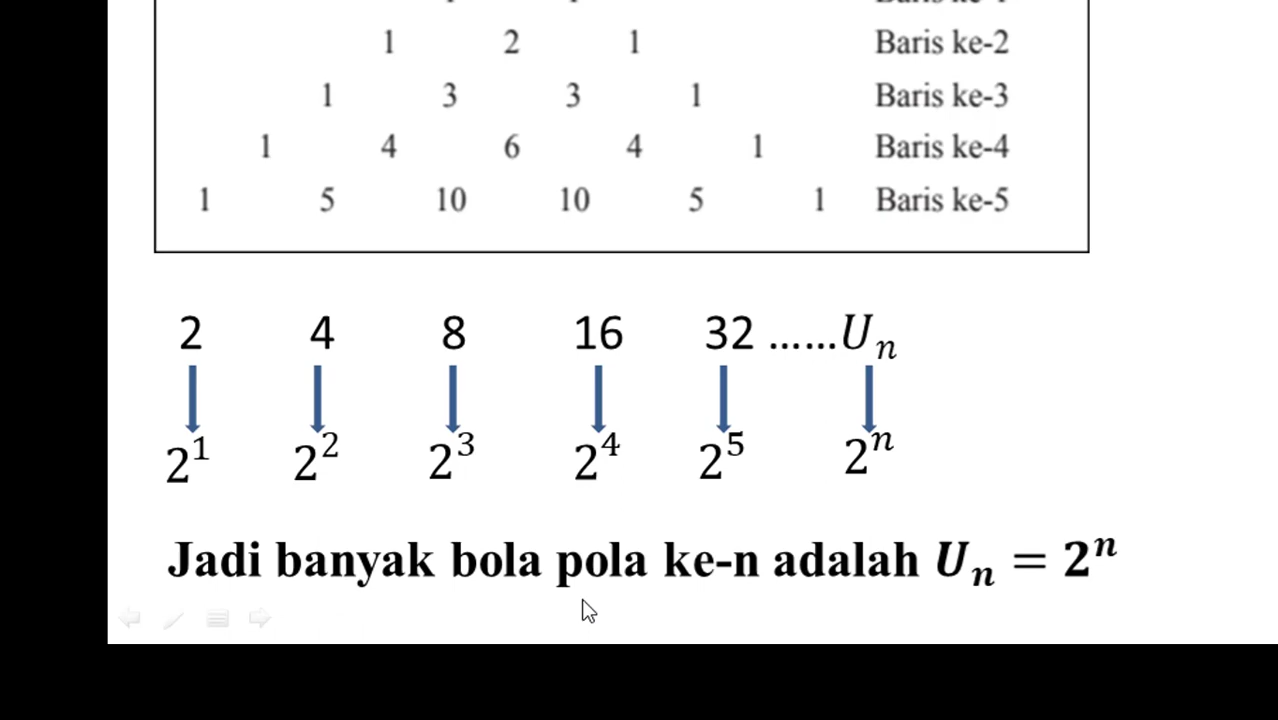 1 2 1 Baris ke-2
1 3 3 1 Baris ke-3
1 4 6 4 1 Baris ke-4
1 5 10 10 5 1 Baris ke-5
2 4 8 16 32 ......Uₙ
2¹ 2² 2³ 2⁴ 2⁵ 2ⁿ
Jadi banyak bola pola ke-n adalah Uₙ = 2ⁿ